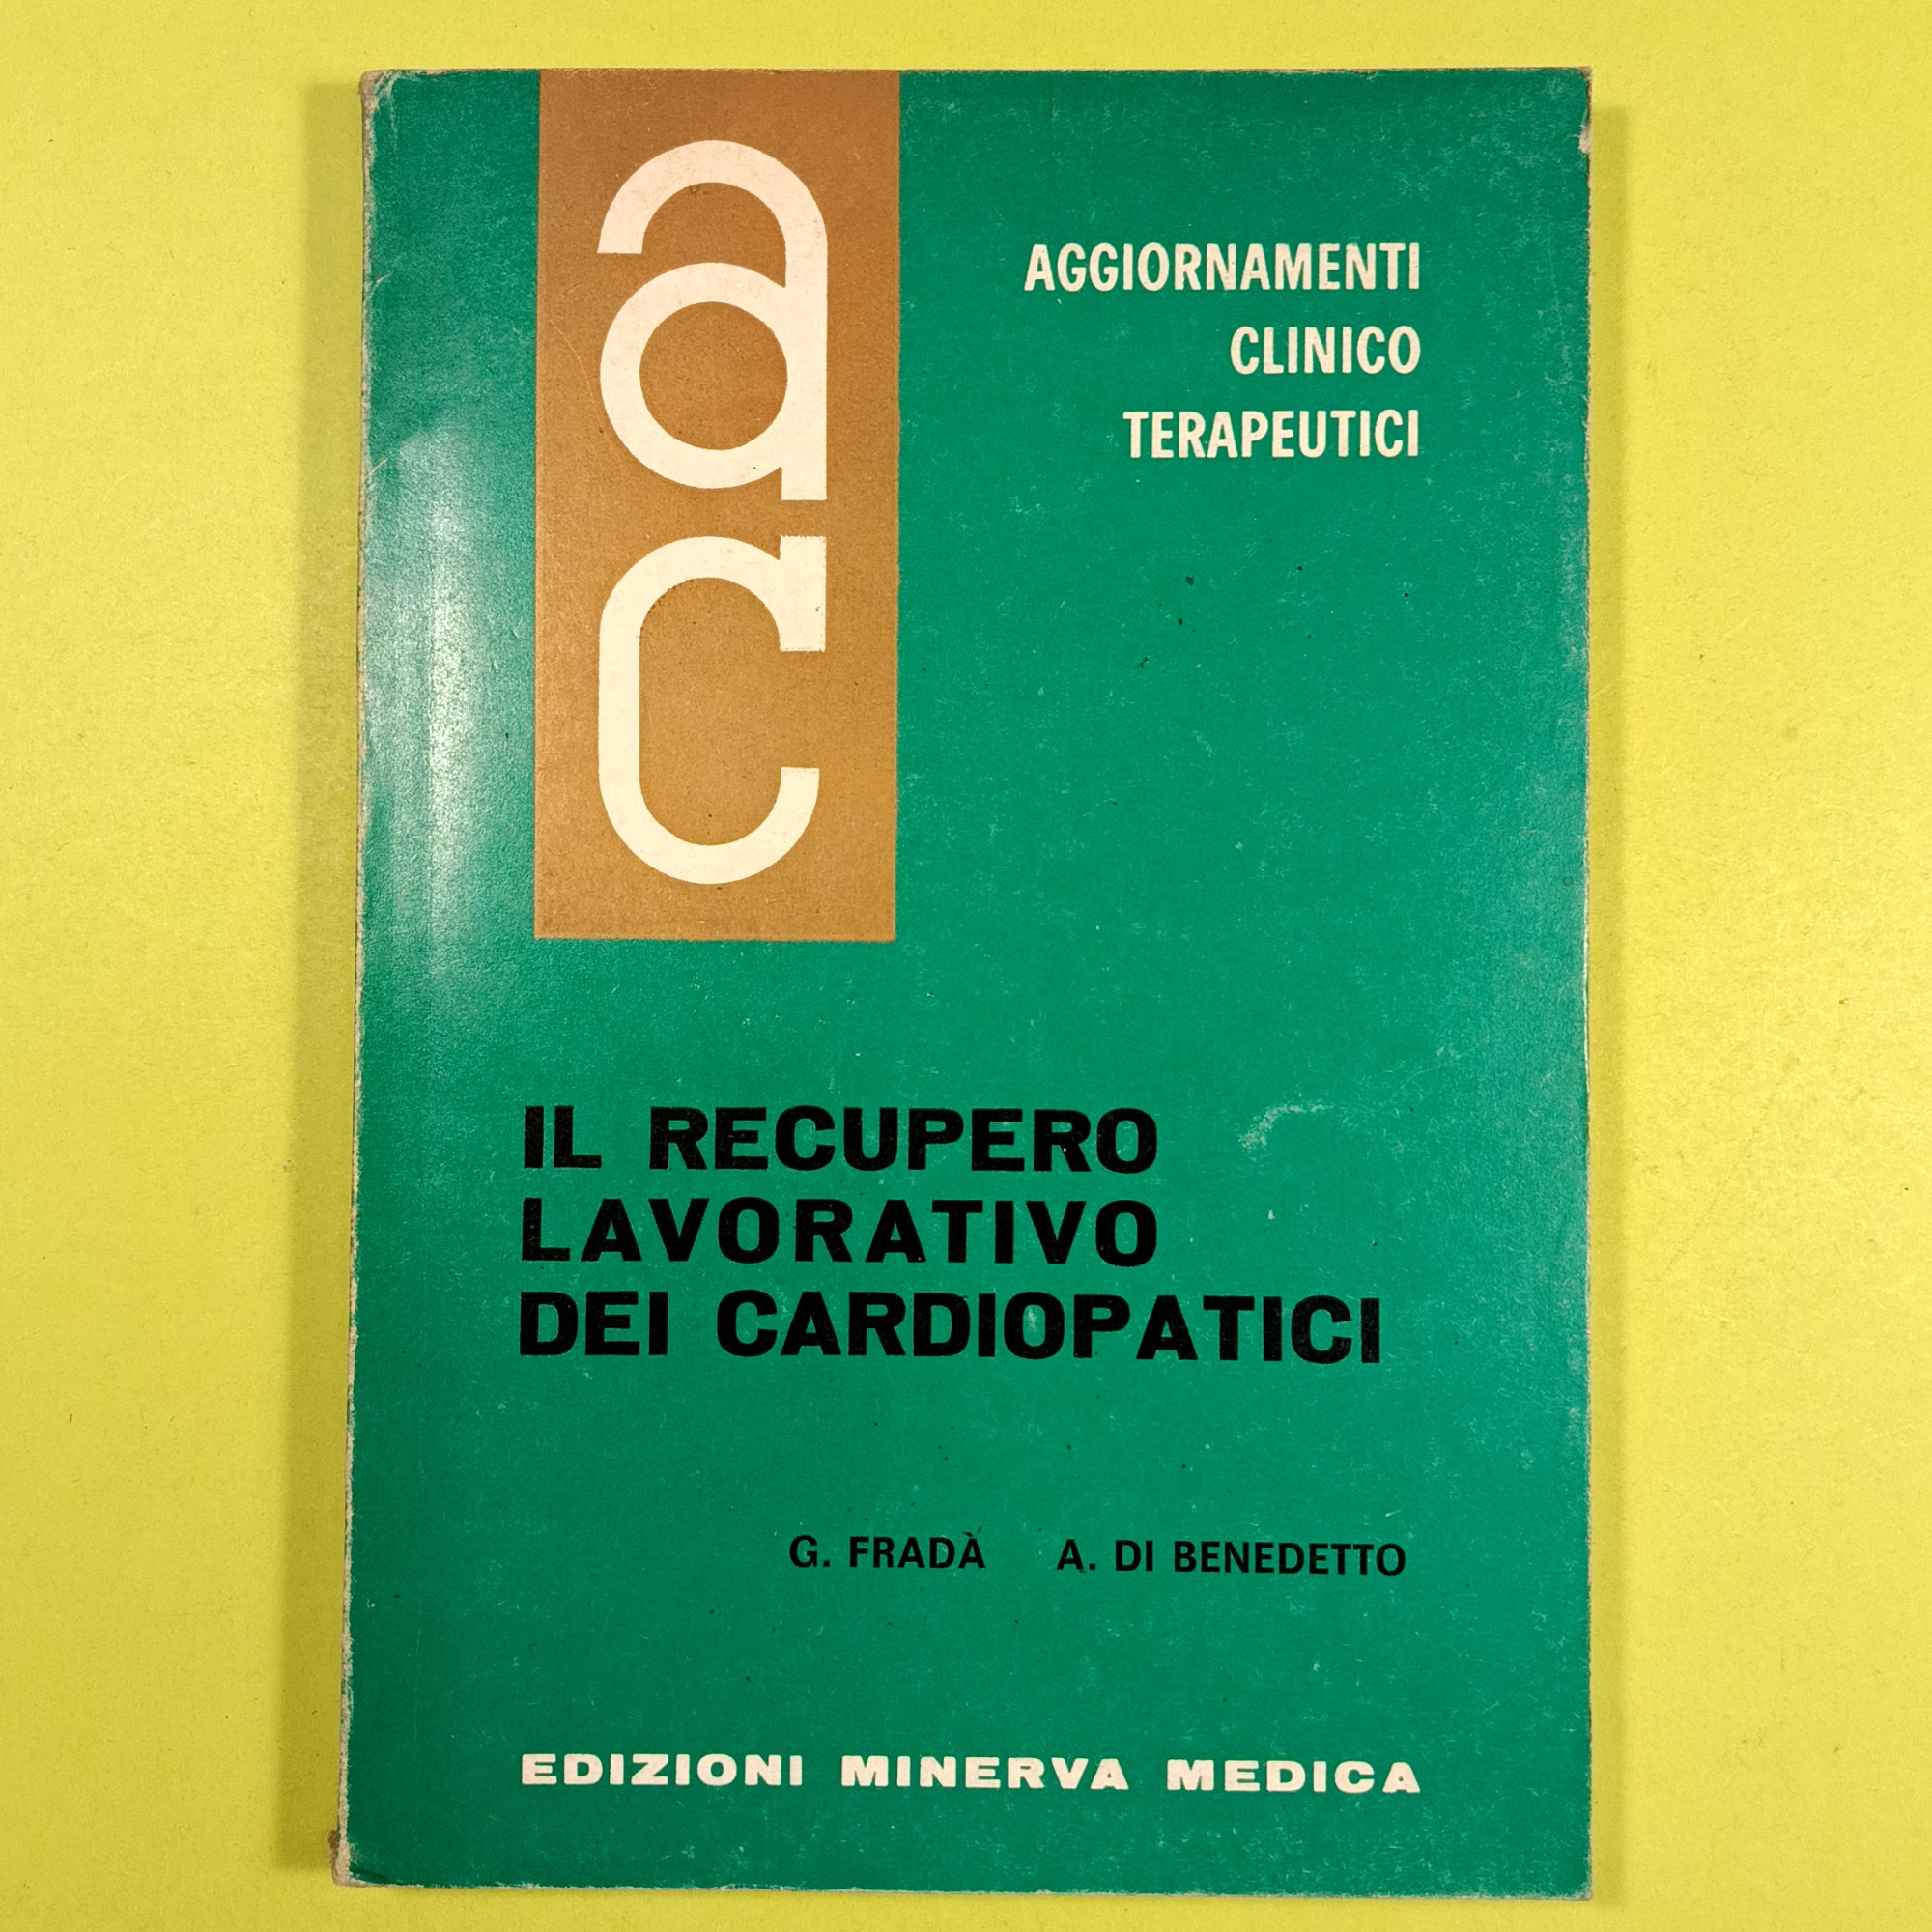 ac
AGGIORNAMENTI
CLINICO
TERAPEUTICI
IL RECUPERO
LAVORATIVO
DEI CARDIOPATICI
G. FRADÀ A. DI BENEDETTO
EDIZIONI MINERVA MEDICA